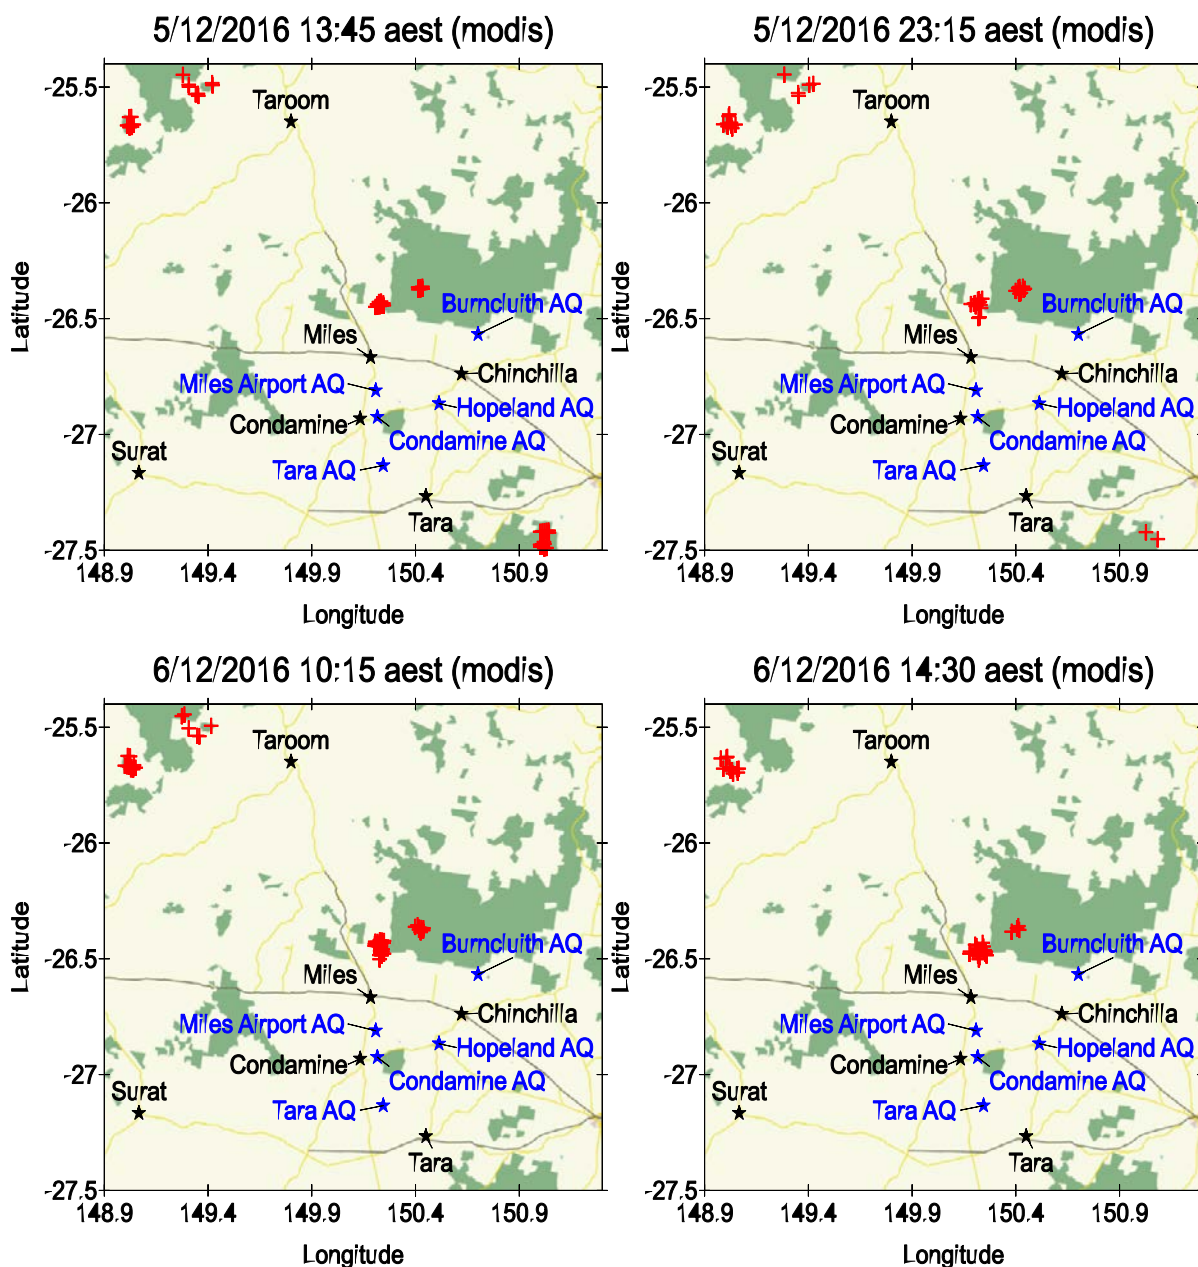 5/12/2016 13:45 aest (modis)
-25.5
-26
-26.5
-27
-27.5
148.9 149.4 149.9 150.4 150.9
Latitude
Longitude
Taroom
Burncluith AQ
Miles
Chinchilla
Miles Airport AQ
Hopeland AQ
Condamine
Condamine AQ
Surat
Tara AQ
Tara
5/12/2016 23:15 aest (modis)
-25.5
-26
-26.5
-27
-27.5
148.9 149.4 149.9 150.4 150.9
Latitude
Longitude
Taroom
Burncluith AQ
Miles
Chinchilla
Miles Airport AQ
Hopeland AQ
Condamine
Condamine AQ
Surat
Tara AQ
Tara
6/12/2016 10:15 aest (modis)
-25.5
-26
-26.5
-27
-27.5
148.9 149.4 149.9 150.4 150.9
Latitude
Longitude
Taroom
Burncluith AQ
Miles
Chinchilla
Miles Airport AQ
Hopeland AQ
Condamine
Condamine AQ
Surat
Tara AQ
Tara
6/12/2016 14:30 aest (modis)
-25.5
-26
-26.5
-27
-27.5
148.9 149.4 149.9 150.4 150.9
Latitude
Longitude
Taroom
Burncluith AQ
Miles
Chinchilla
Miles Airport AQ
Hopeland AQ
Condamine
Condamine AQ
Surat
Tara AQ
Tara